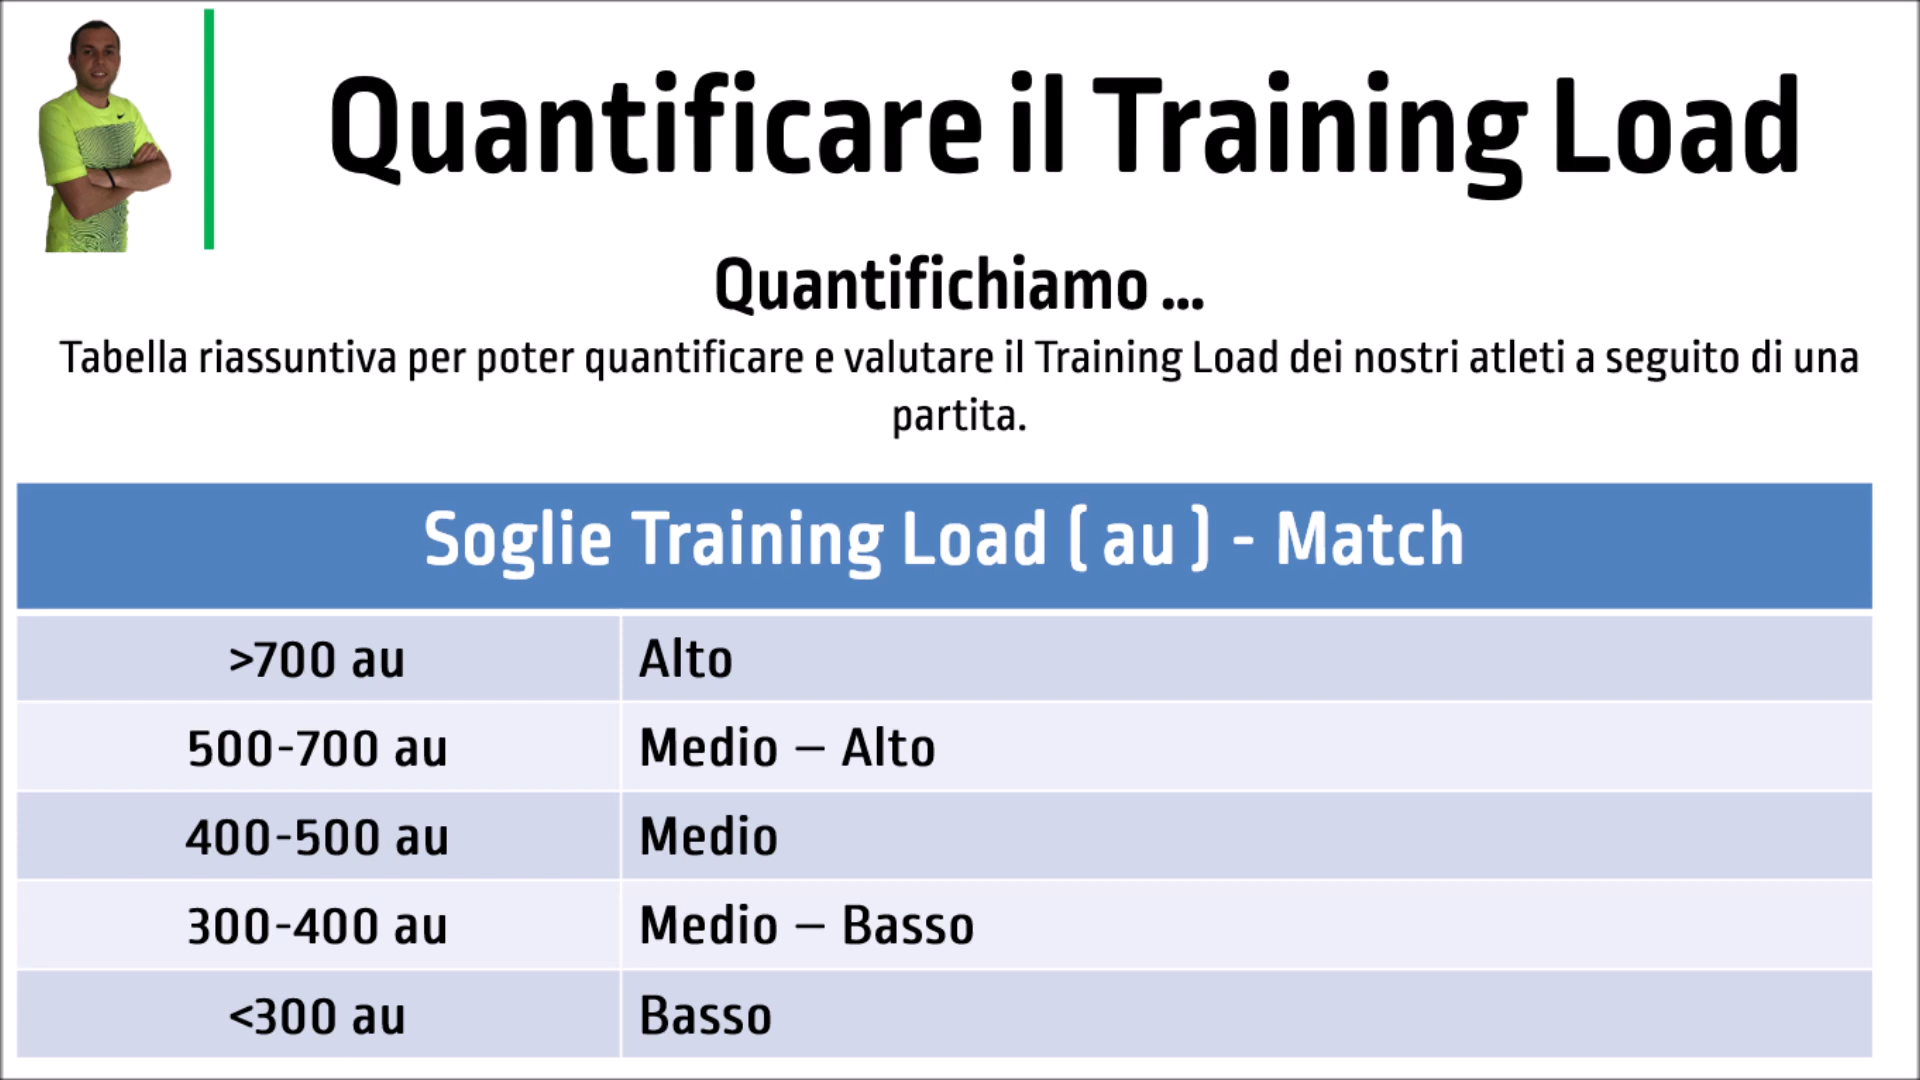 Quantificare il Training Load
Quantifichiamo ...
Tabella riassuntiva per poter quantificare e valutare il Training Load dei nostri atleti a seguito di una
partita.
Soglie Training Load ( au ) - Match
>700 au Alto
500-700 au Medio – Alto
400-500 au Medio
300-400 au Medio – Basso
<300 au Basso